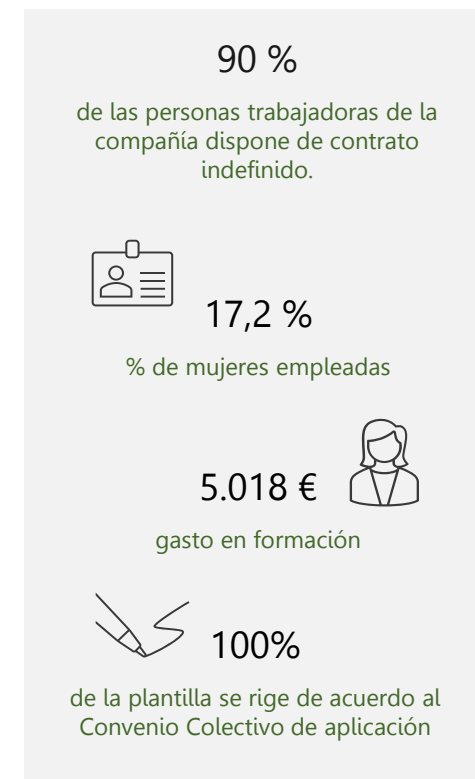 90 %
de las personas trabajadoras de la
compañía dispone de contrato
indefinido.
17,2 %
% de mujeres empleadas
5.018 €
gasto en formación
100%
de la plantilla se rige de acuerdo al
Convenio Colectivo de aplicación